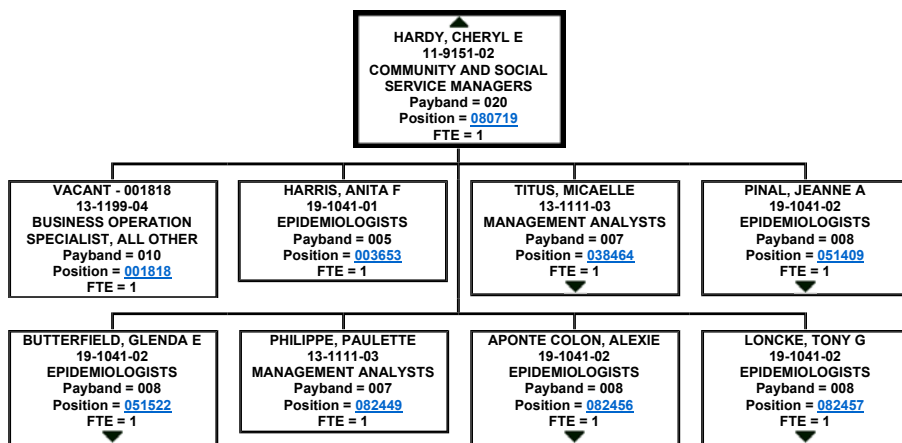 HARDY, CHERYL E
11-9151-02
COMMUNITY AND SOCIAL
SERVICE MANAGERS
Payband = 020
Position = 080719
FTE = 1
VACANT - 001818
13-1199-04
BUSINESS OPERATION
SPECIALIST, ALL OTHER
Payband = 010
Position = 001818
FTE = 1
HARRIS, ANITA F
19-1041-01
EPIDEMIOLOGISTS
Payband = 005
Position = 003653
FTE = 1
TITUS, MICAELLE
13-1111-03
MANAGEMENT ANALYSTS
Payband = 007
Position = 038464
FTE = 1
PINAL, JEANNE A
19-1041-02
EPIDEMIOLOGISTS
Payband = 008
Position = 051409
FTE = 1
BUTTERFIELD, GLENDA E
19-1041-02
EPIDEMIOLOGISTS
Payband = 008
Position = 051522
FTE = 1
PHILIPPE, PAULETTE
13-1111-03
MANAGEMENT ANALYSTS
Payband = 007
Position = 082449
FTE = 1
APONTE COLON, ALEXIE
19-1041-02
EPIDEMIOLOGISTS
Payband = 008
Position = 082456
FTE = 1
LONCKE, TONY G
19-1041-02
EPIDEMIOLOGISTS
Payband = 008
Position = 082457
FTE = 1